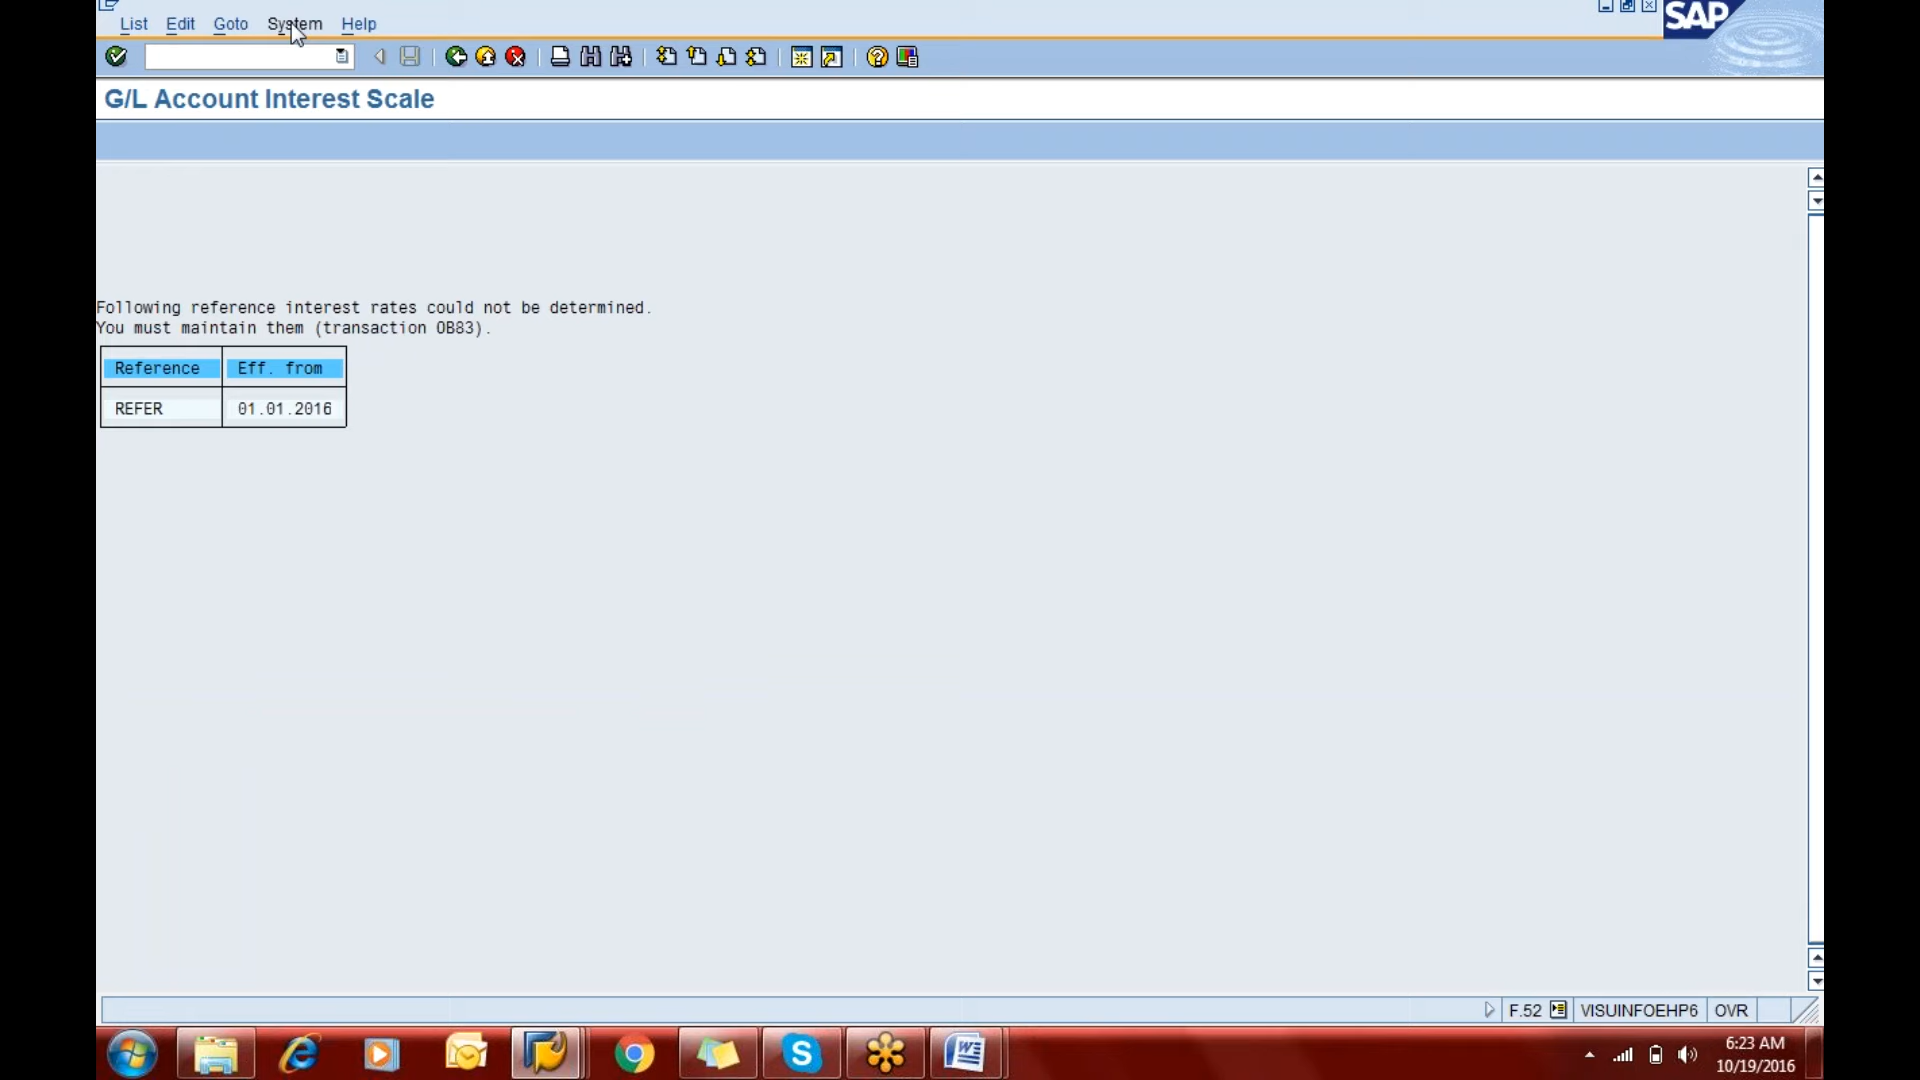 List Edit Goto System Help
SAP
G/L Account Interest Scale
Following reference interest rates could not be determined.
You must maintain them (transaction OB83).
Reference Eff. from
REFER 01.01.2016
F.52 VISUINFOEHP6 OVR
6:23 AM
10/19/2016